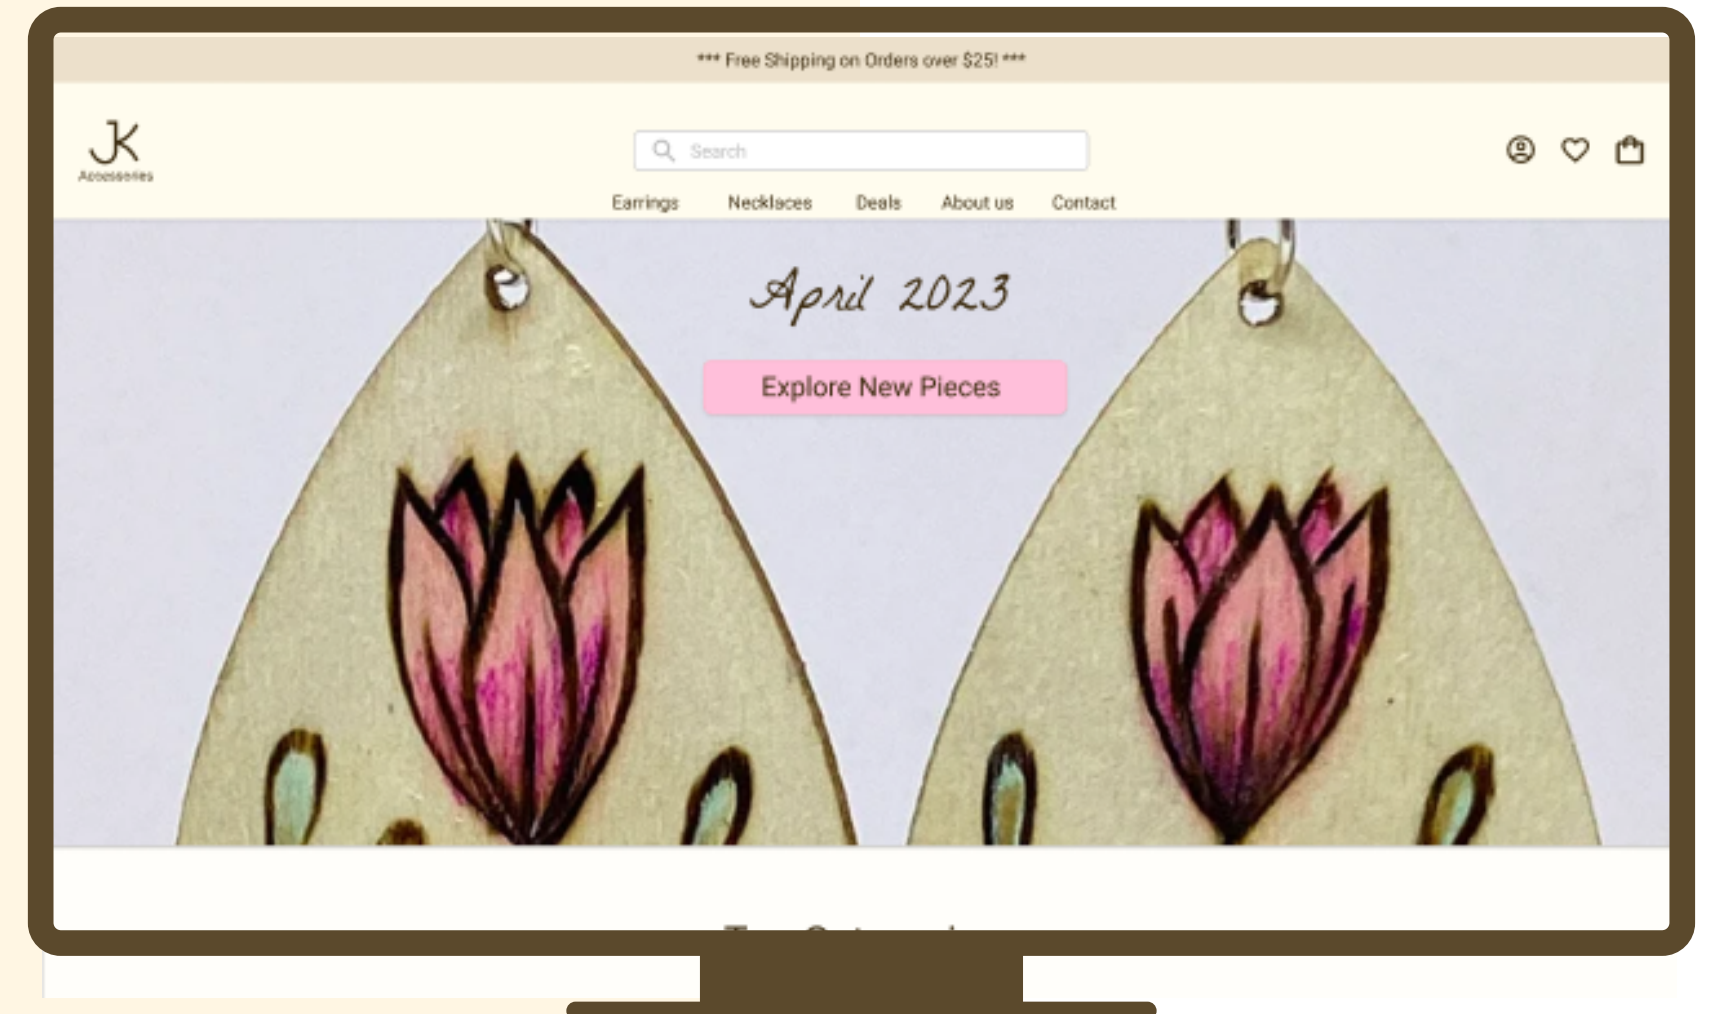 *** Free Shipping on Orders over $25! ***
JK
Accessories
Search
Earrings Necklaces Deals About us Contact
April 2023
Explore New Pieces